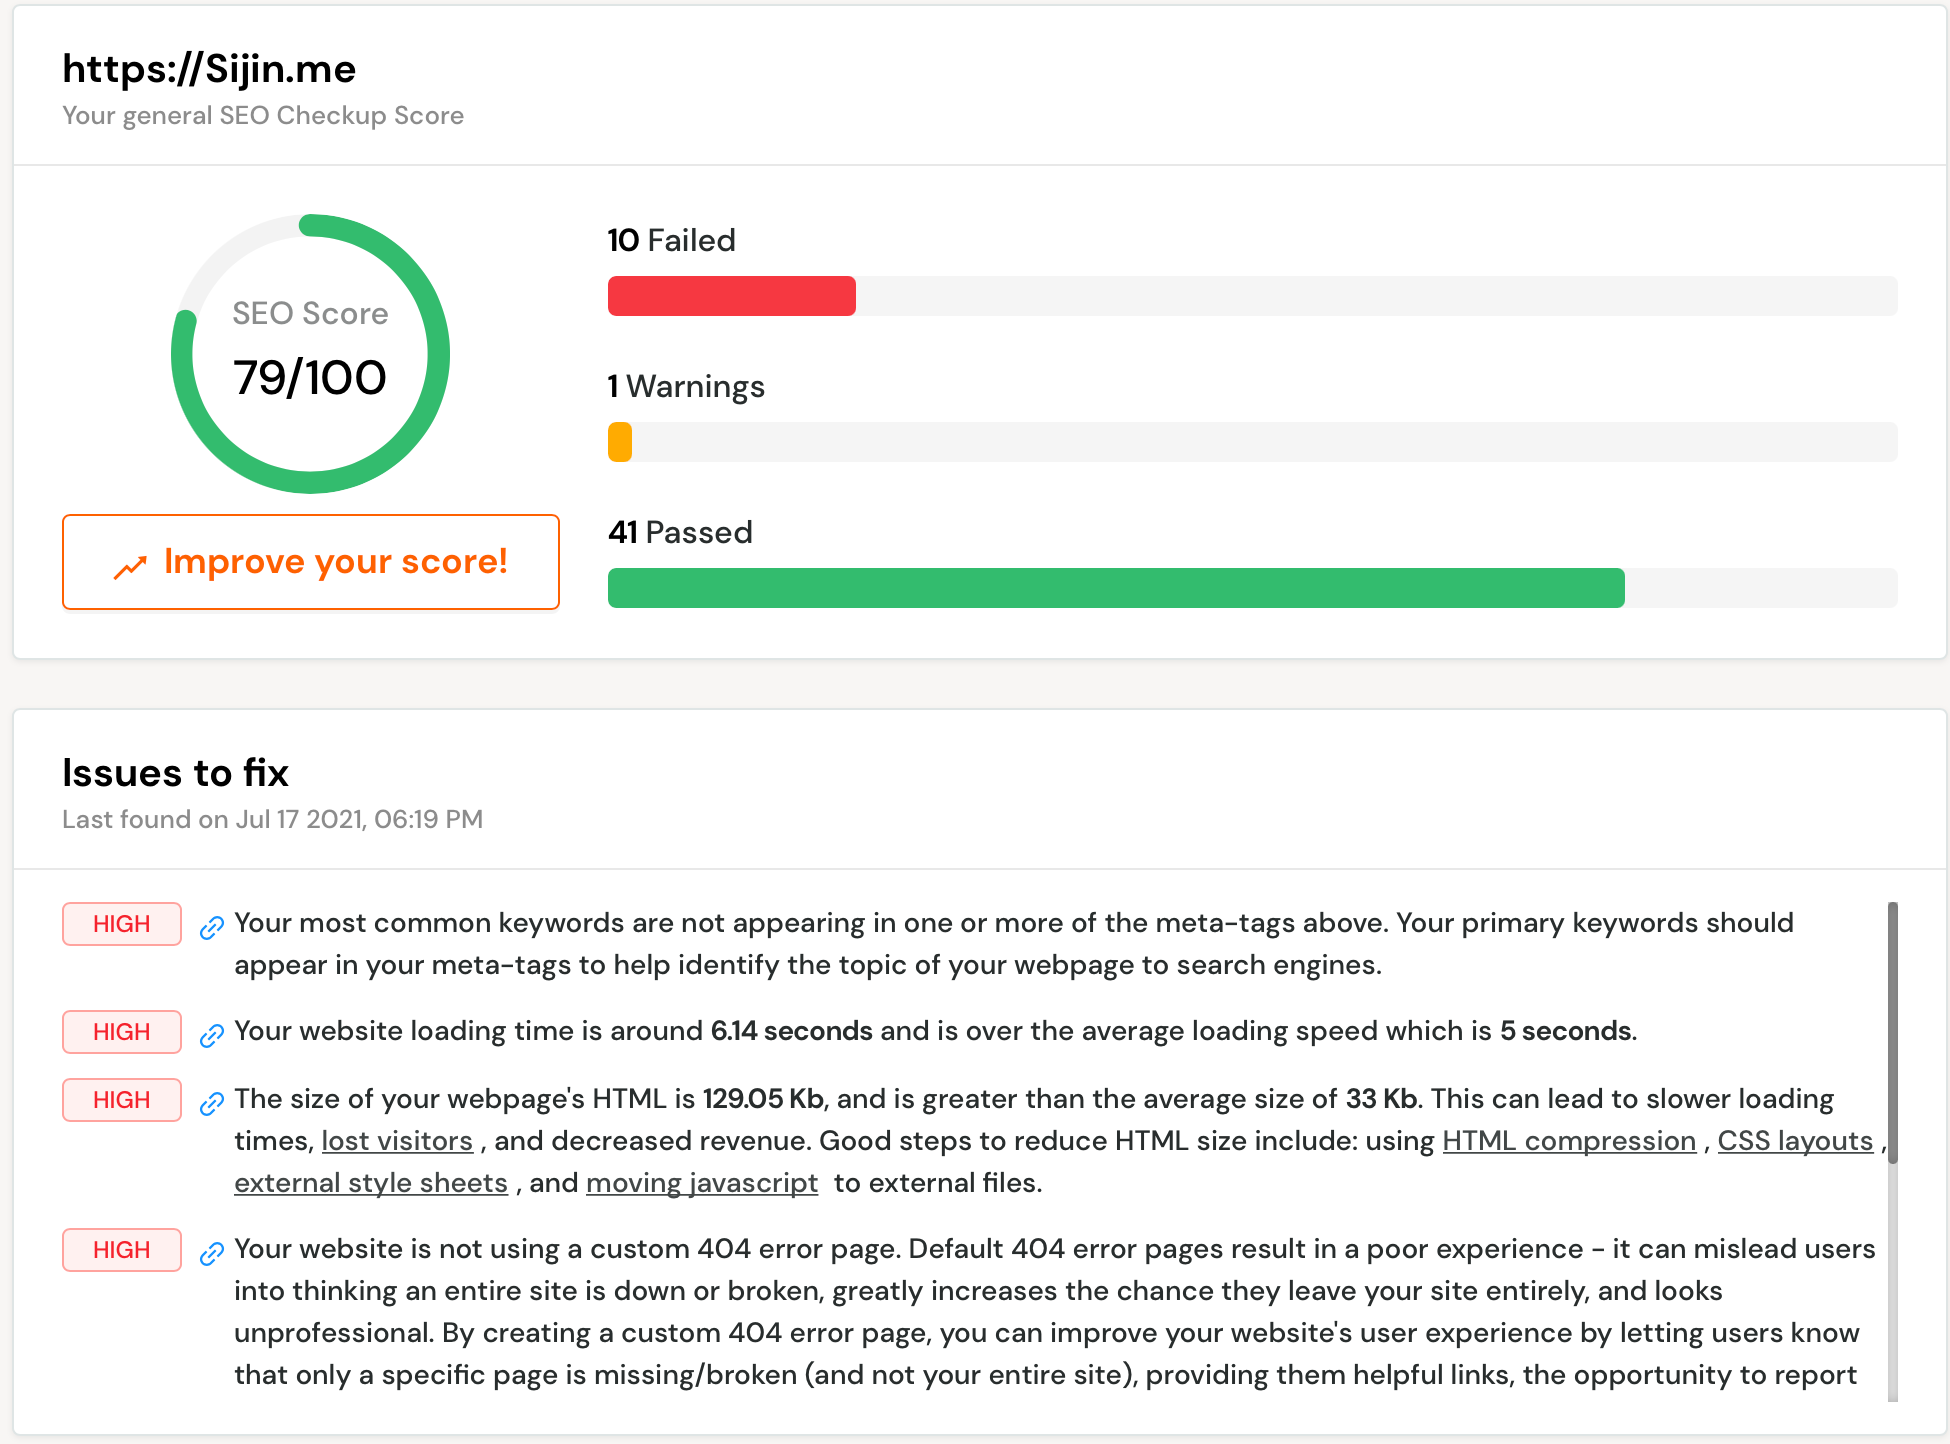 https://Sijin.me
Your general SEO Checkup Score
SEO Score
79/100
Improve your score!
10 Failed
1 Warnings
41 Passed
Issues to fix
Last found on Jul 17 2021, 06:19 PM
HIGH
Your most common keywords are not appearing in one or more of the meta-tags above. Your primary keywords should
appear in your meta-tags to help identify the topic of your webpage to search engines.
HIGH
Your website loading time is around 6.14 seconds and is over the average loading speed which is 5 seconds.
HIGH
The size of your webpage's HTML is 129.05 Kb, and is greater than the average size of 33 Kb. This can lead to slower loading
times, lost visitors , and decreased revenue. Good steps to reduce HTML size include: using HTML compression , CSS layouts ,
external style sheets , and moving javascript to external files.
HIGH
Your website is not using a custom 404 error page. Default 404 error pages result in a poor experience - it can mislead users
into thinking an entire site is down or broken, greatly increases the chance they leave your site entirely, and looks
unprofessional. By creating a custom 404 error page, you can improve your website's user experience by letting users know
that only a specific page is missing/broken (and not your entire site), providing them helpful links, the opportunity to report